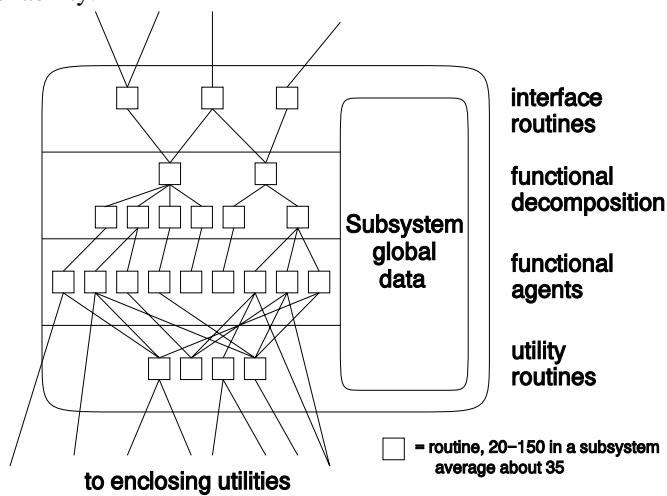 interface
routines
functional
decomposition
Subsystem
global
data
functional
agents
utility
routines
= routine, 20−150 in a subsystem
average about 35
to enclosing utilities